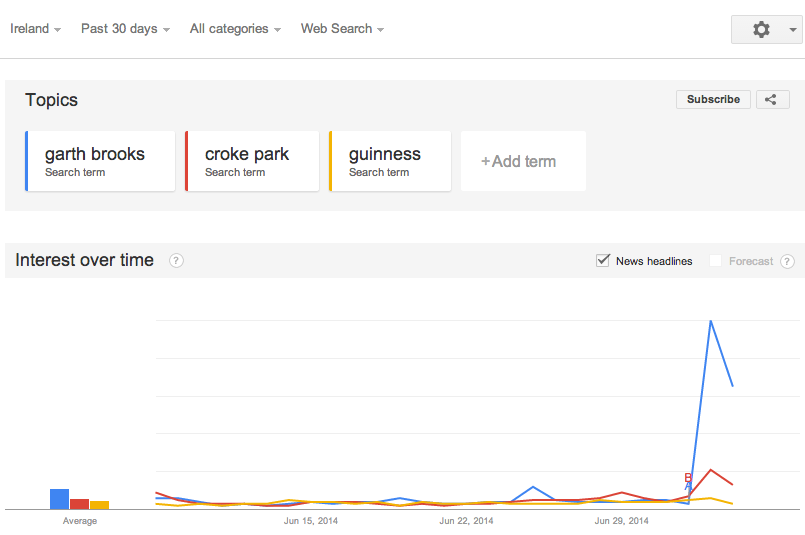 Ireland Past 30 days All categories Web Search
Topics
Subscribe
garth brooks croke park guinness +Add term
Search term Search term Search term
Interest over time ? News headlines Forecast ?
B
A
Average Jun 15, 2014 Jun 22, 2014 Jun 29, 2014